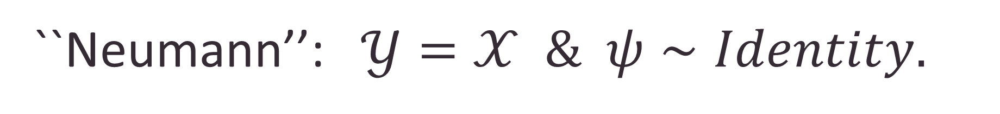 ``Neumann’’: 𝒴 = 𝒳 & 𝜓 ~ 𝐼𝑑𝑒𝑛𝑡𝑖𝑡𝑦.